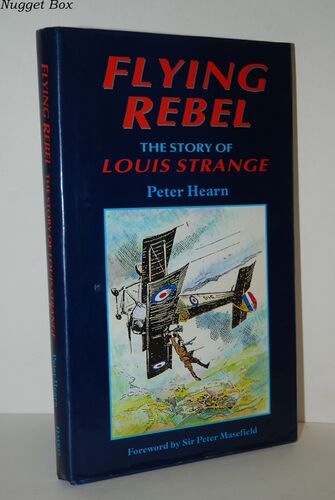 Nugget Box
FLYING
REBEL
THE STORY OF
LOUIS STRANGE
Peter Hearn
Foreword by Sir Peter Masefield
FLYING REBEL THE STORY OF LOUIS STRANGE Peter Hearn HMSO